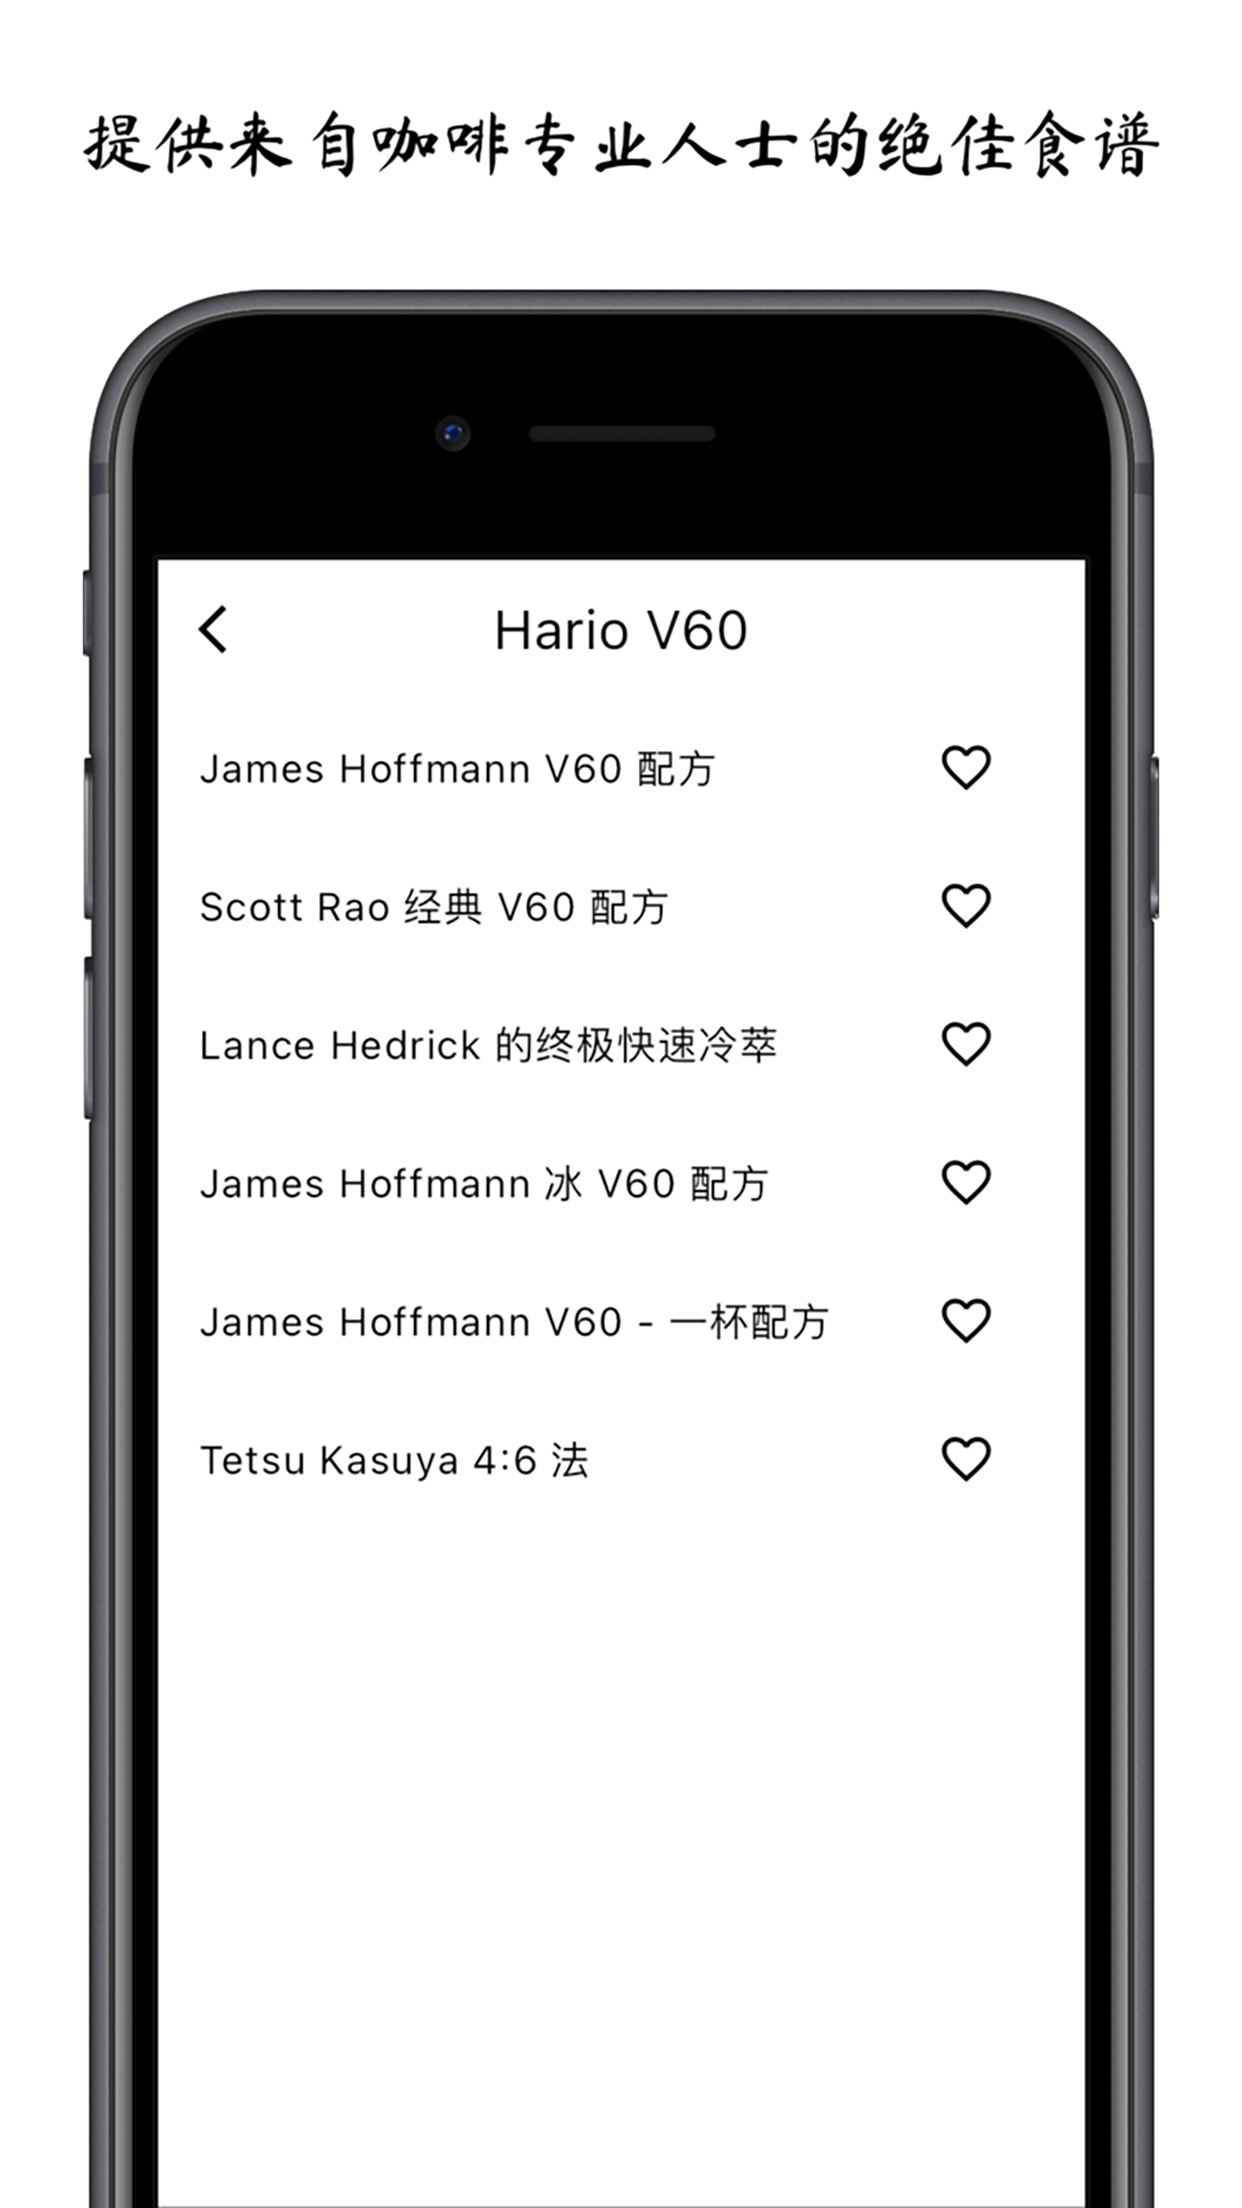 提供来自咖啡专业人士的绝佳食谱
Hario V60
James Hoffmann V60 配方
Scott Rao 经典 V60 配方
Lance Hedrick 的终极快速冷萃
James Hoffmann 冰 V60 配方
James Hoffmann V60 - 一杯配方
Tetsu Kasuya 4:6 法